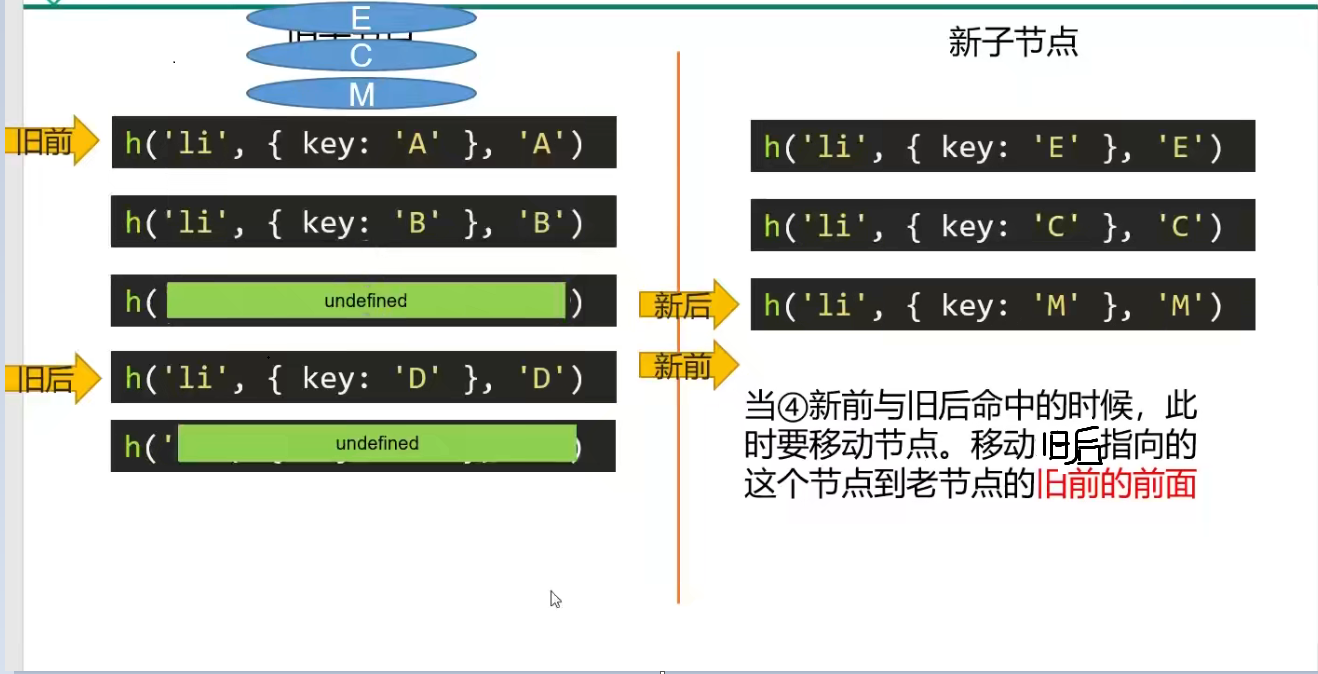 E
C
M
新子节点
旧前
h('li', { key: 'A' }, 'A')
h('li', { key: 'B' }, 'B')
h( undefined )
旧后
h('li', { key: 'D' }, 'D')
h(' undefined )
h('li', { key: 'E' }, 'E')
h('li', { key: 'C' }, 'C')
新后
h('li', { key: 'M' }, 'M')
新前
当④新前与旧后命中的时候，此
时要移动节点。移动旧后指向的
这个节点到老节点的旧前的前面